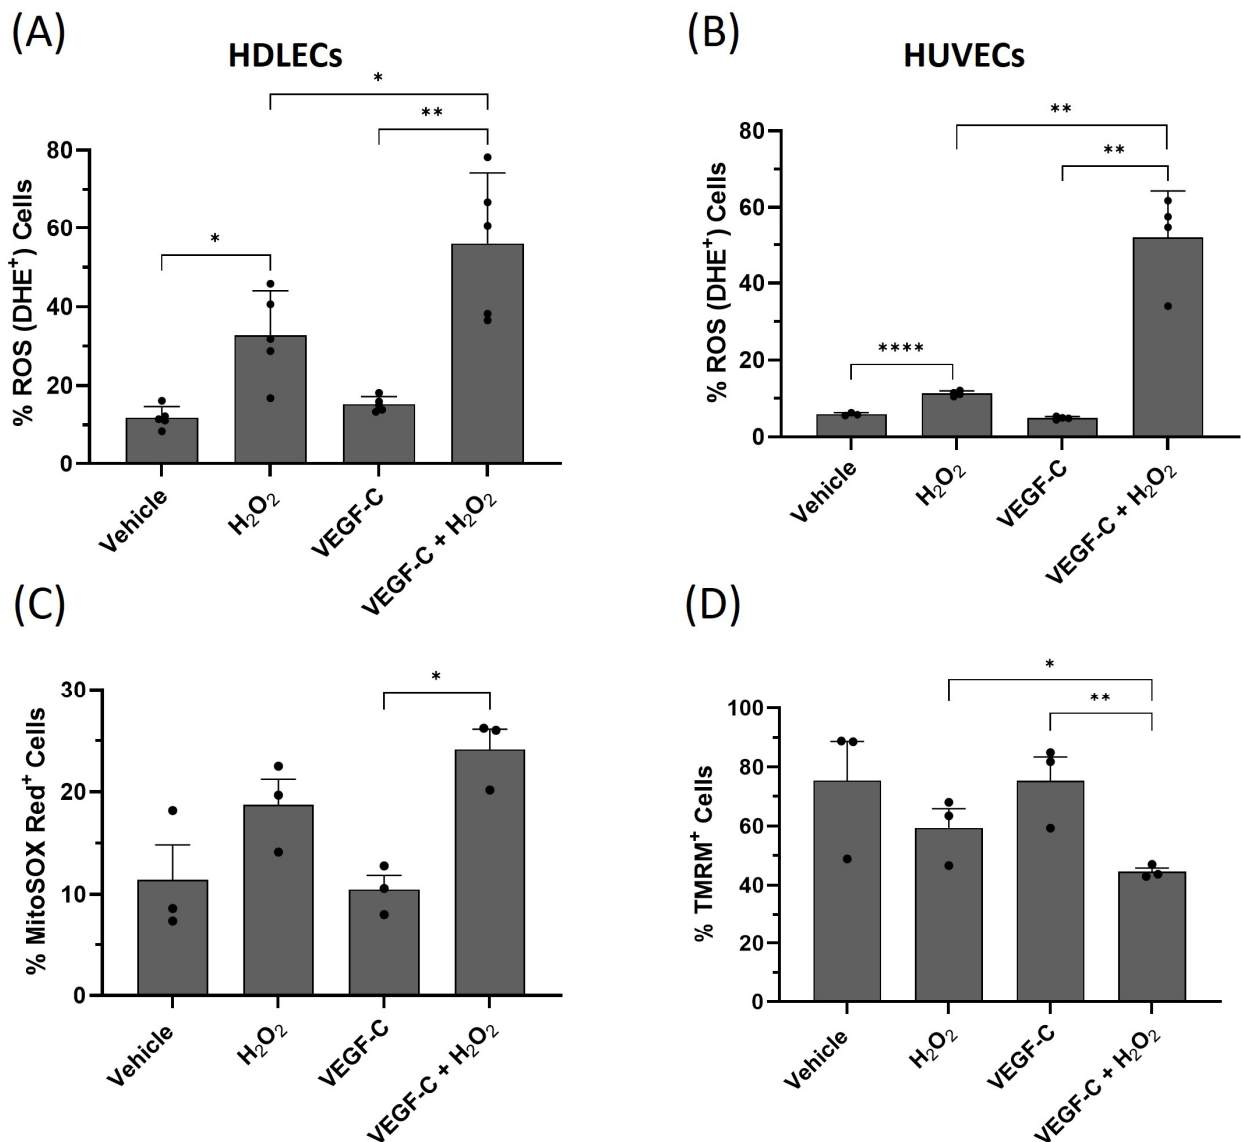 (A)
HDLECs
*
**
*
% ROS (DHE⁺) Cells
80
60
40
20
0
Vehicle
H₂O₂
VEGF-C
VEGF-C + H₂O₂
(B)
HUVECs
**
**
****
% ROS (DHE⁺) Cells
80
60
40
20
0
Vehicle
H₂O₂
VEGF-C
VEGF-C + H₂O₂
(C)
*
% MitoSOX Red⁺ Cells
30
20
10
0
Vehicle
H₂O₂
VEGF-C
VEGF-C + H₂O₂
(D)
*
**
% TMRM⁺ Cells
100
80
60
40
20
0
Vehicle
H₂O₂
VEGF-C
VEGF-C + H₂O₂